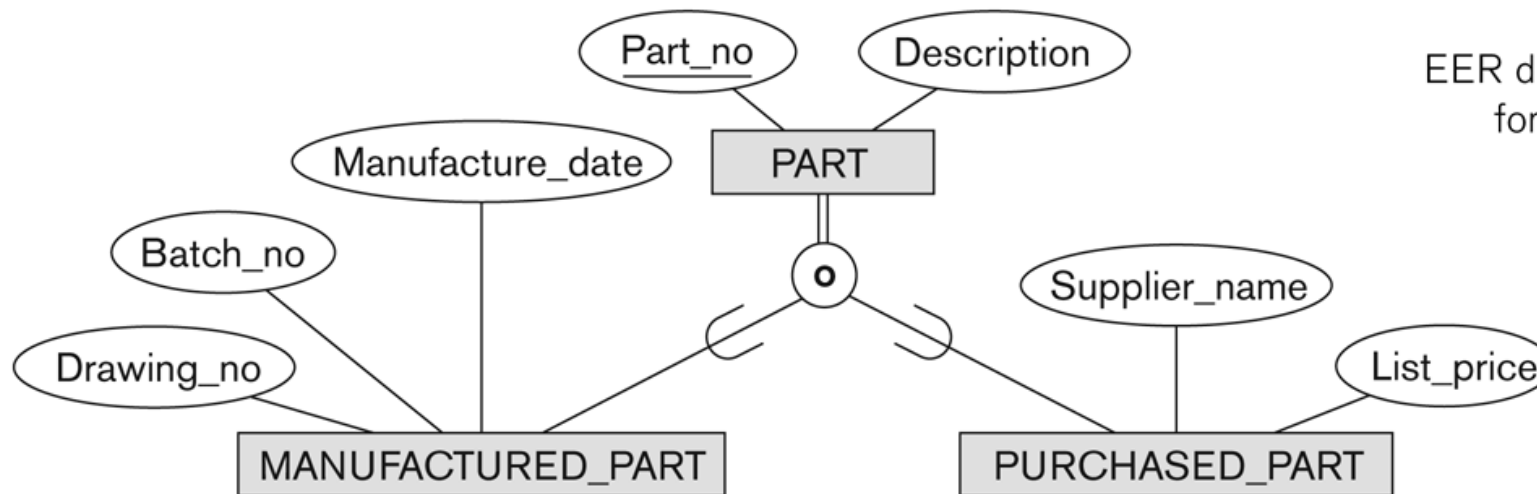 Part_no
Description
EER d
for
Manufacture_date
PART
Batch_no
o
Supplier_name
Drawing_no
List_price
MANUFACTURED_PART
PURCHASED_PART